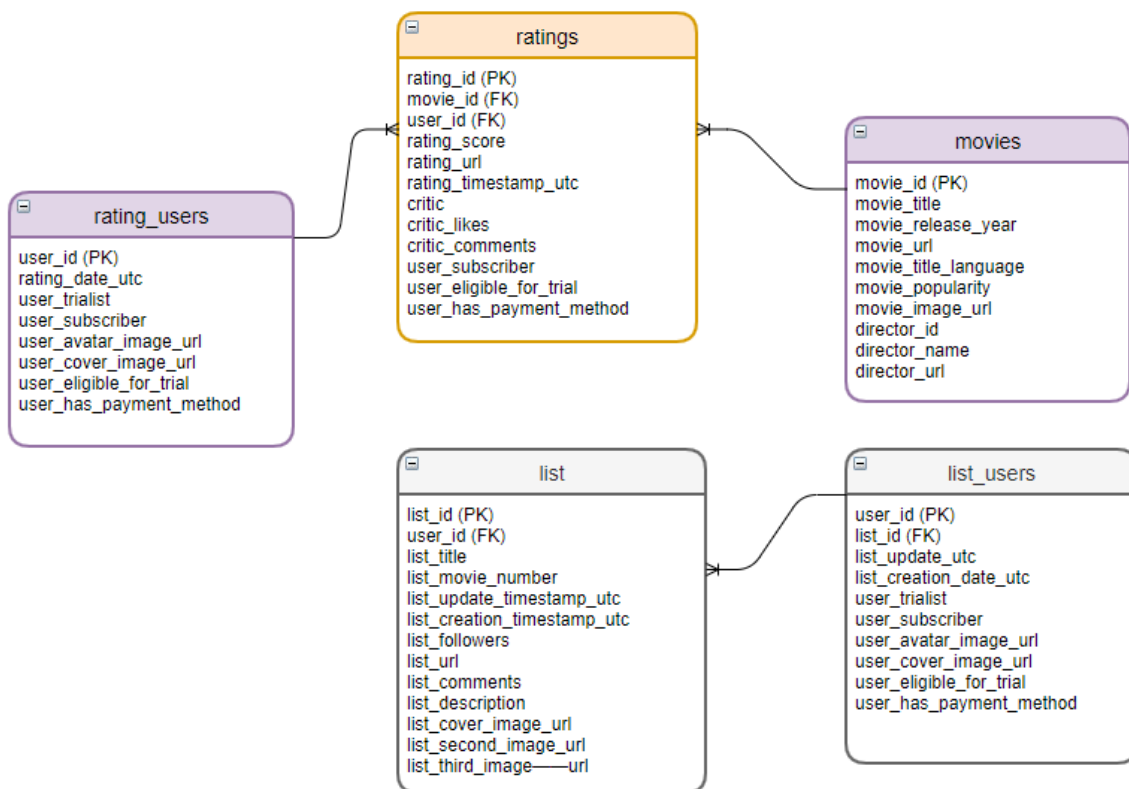 ratings
rating_id (PK)
movie_id (FK)
user_id (FK)
rating_score
rating_url
rating_timestamp_utc
critic
critic_likes
critic_comments
user_subscriber
user_eligible_for_trial
user_has_payment_method
movies
movie_id (PK)
movie_title
movie_release_year
movie_url
movie_title_language
movie_popularity
movie_image_url
director_id
director_name
director_url
rating_users
user_id (PK)
rating_date_utc
user_trialist
user_subscriber
user_avatar_image_url
user_cover_image_url
user_eligible_for_trial
user_has_payment_method
list
list_id (PK)
user_id (FK)
list_title
list_movie_number
list_update_timestamp_utc
list_creation_timestamp_utc
list_followers
list_url
list_comments
list_description
list_cover_image_url
list_second_image_url
list_third_image——url
list_users
user_id (PK)
list_id (FK)
list_update_utc
list_creation_date_utc
user_trialist
user_subscriber
user_avatar_image_url
user_cover_image_url
user_eligible_for_trial
user_has_payment_method